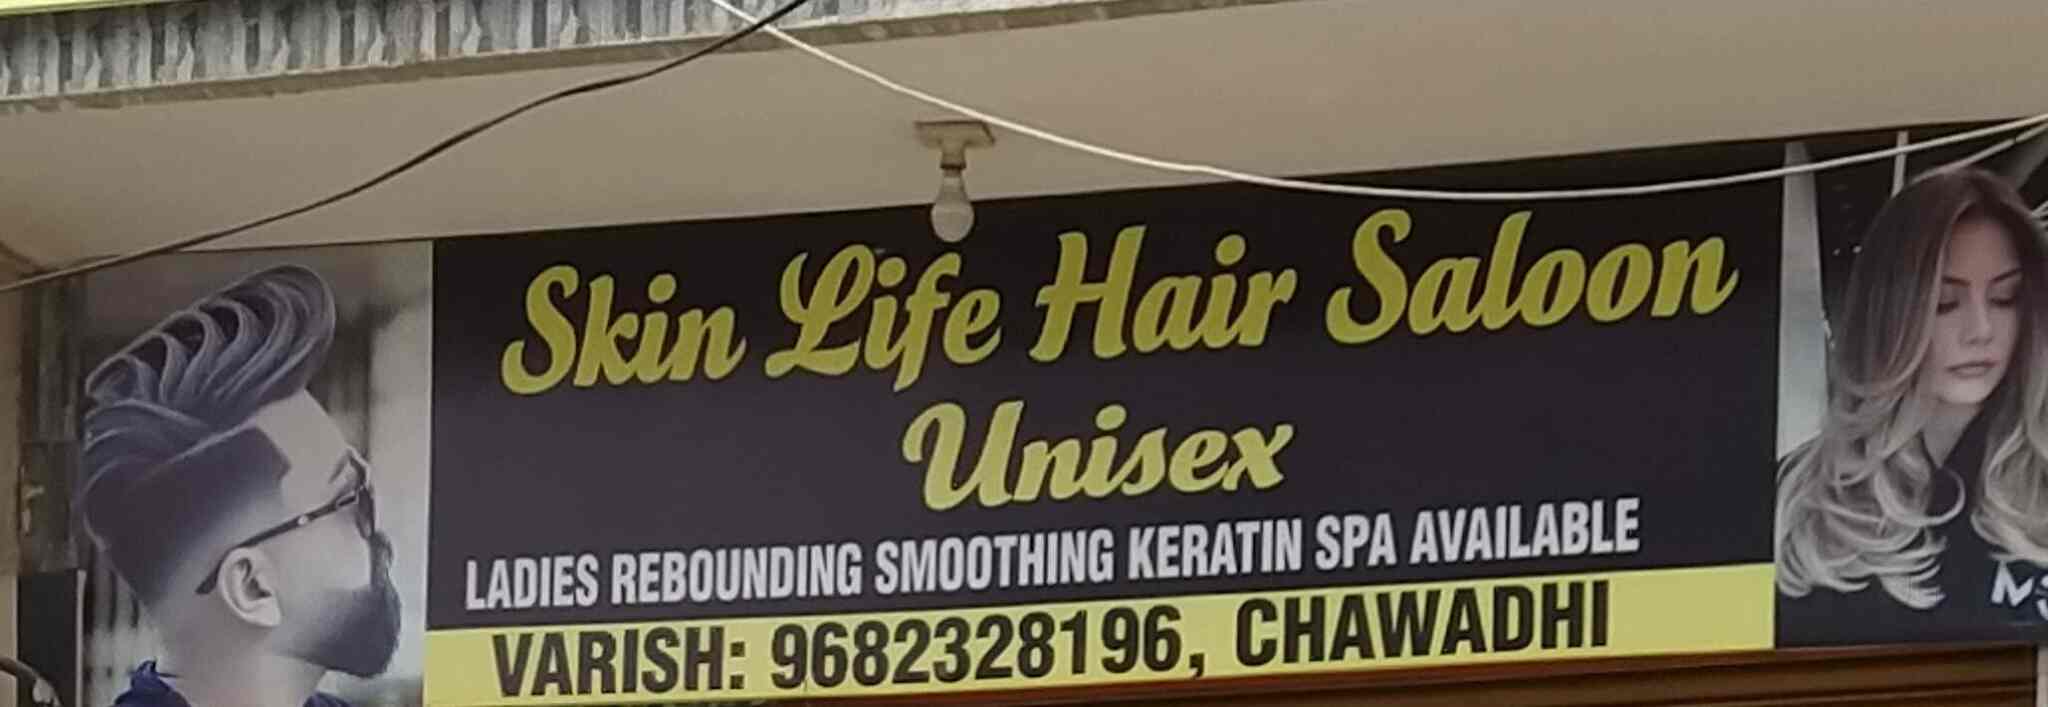 Skin Life Hair Saloon
Unisex
LADIES REBOUNDING SMOOTHING KERATIN SPA AVAILABLE
VARISH: 9682328196, CHAWADHI